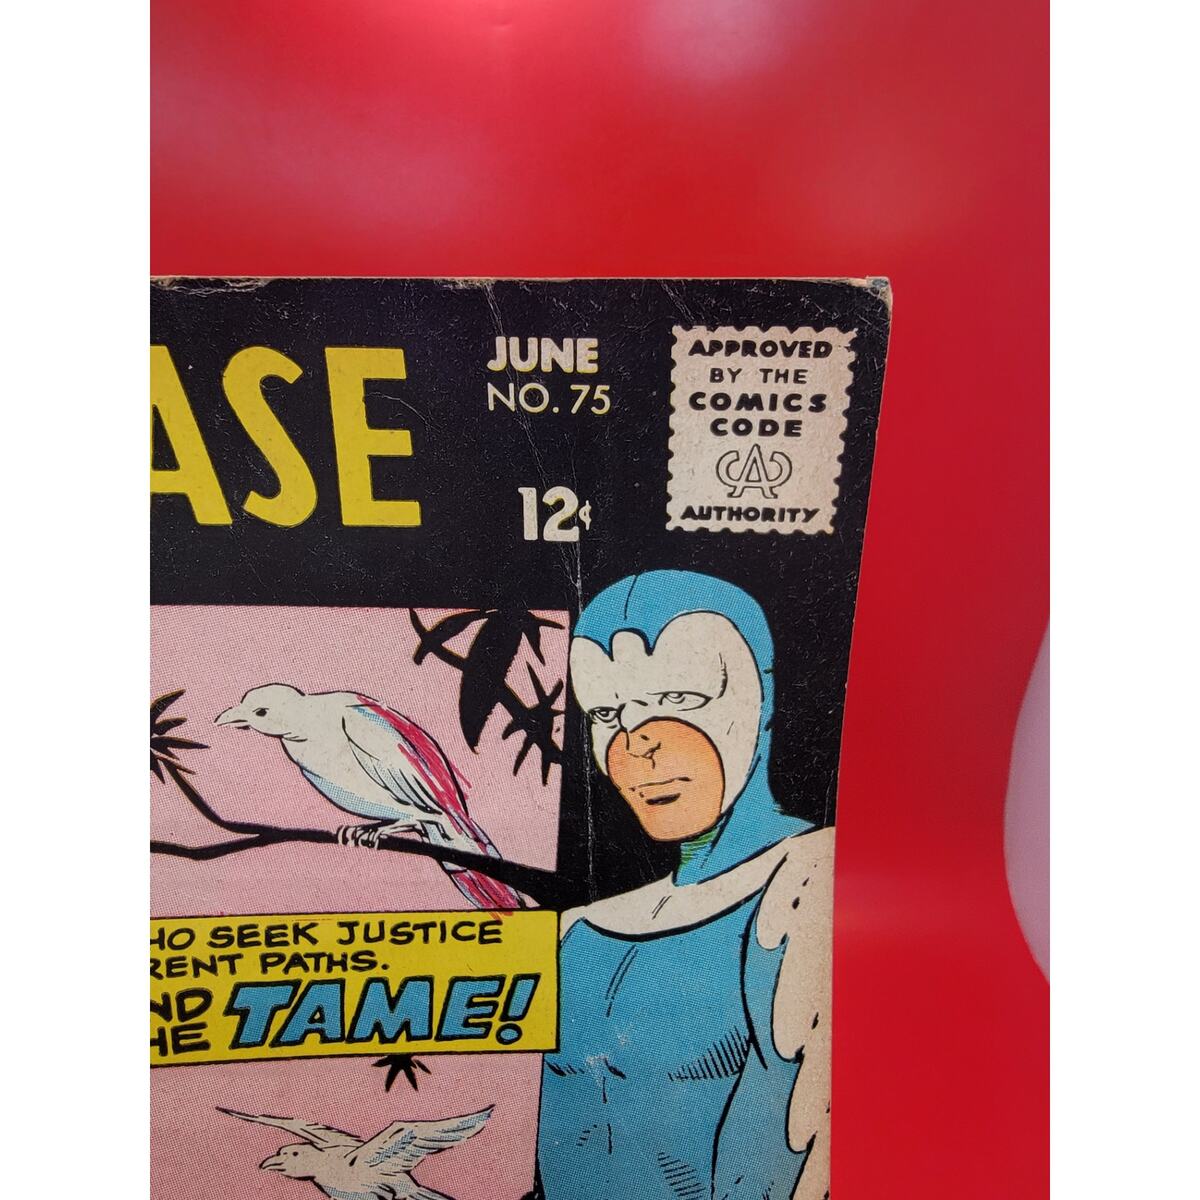 ASE
JUNE
NO. 75
12¢
APPROVED
BY THE
COMICS
CODE
CA
AUTHORITY
HO SEEK JUSTICE
RENT PATHS.
ND
HE TAME!